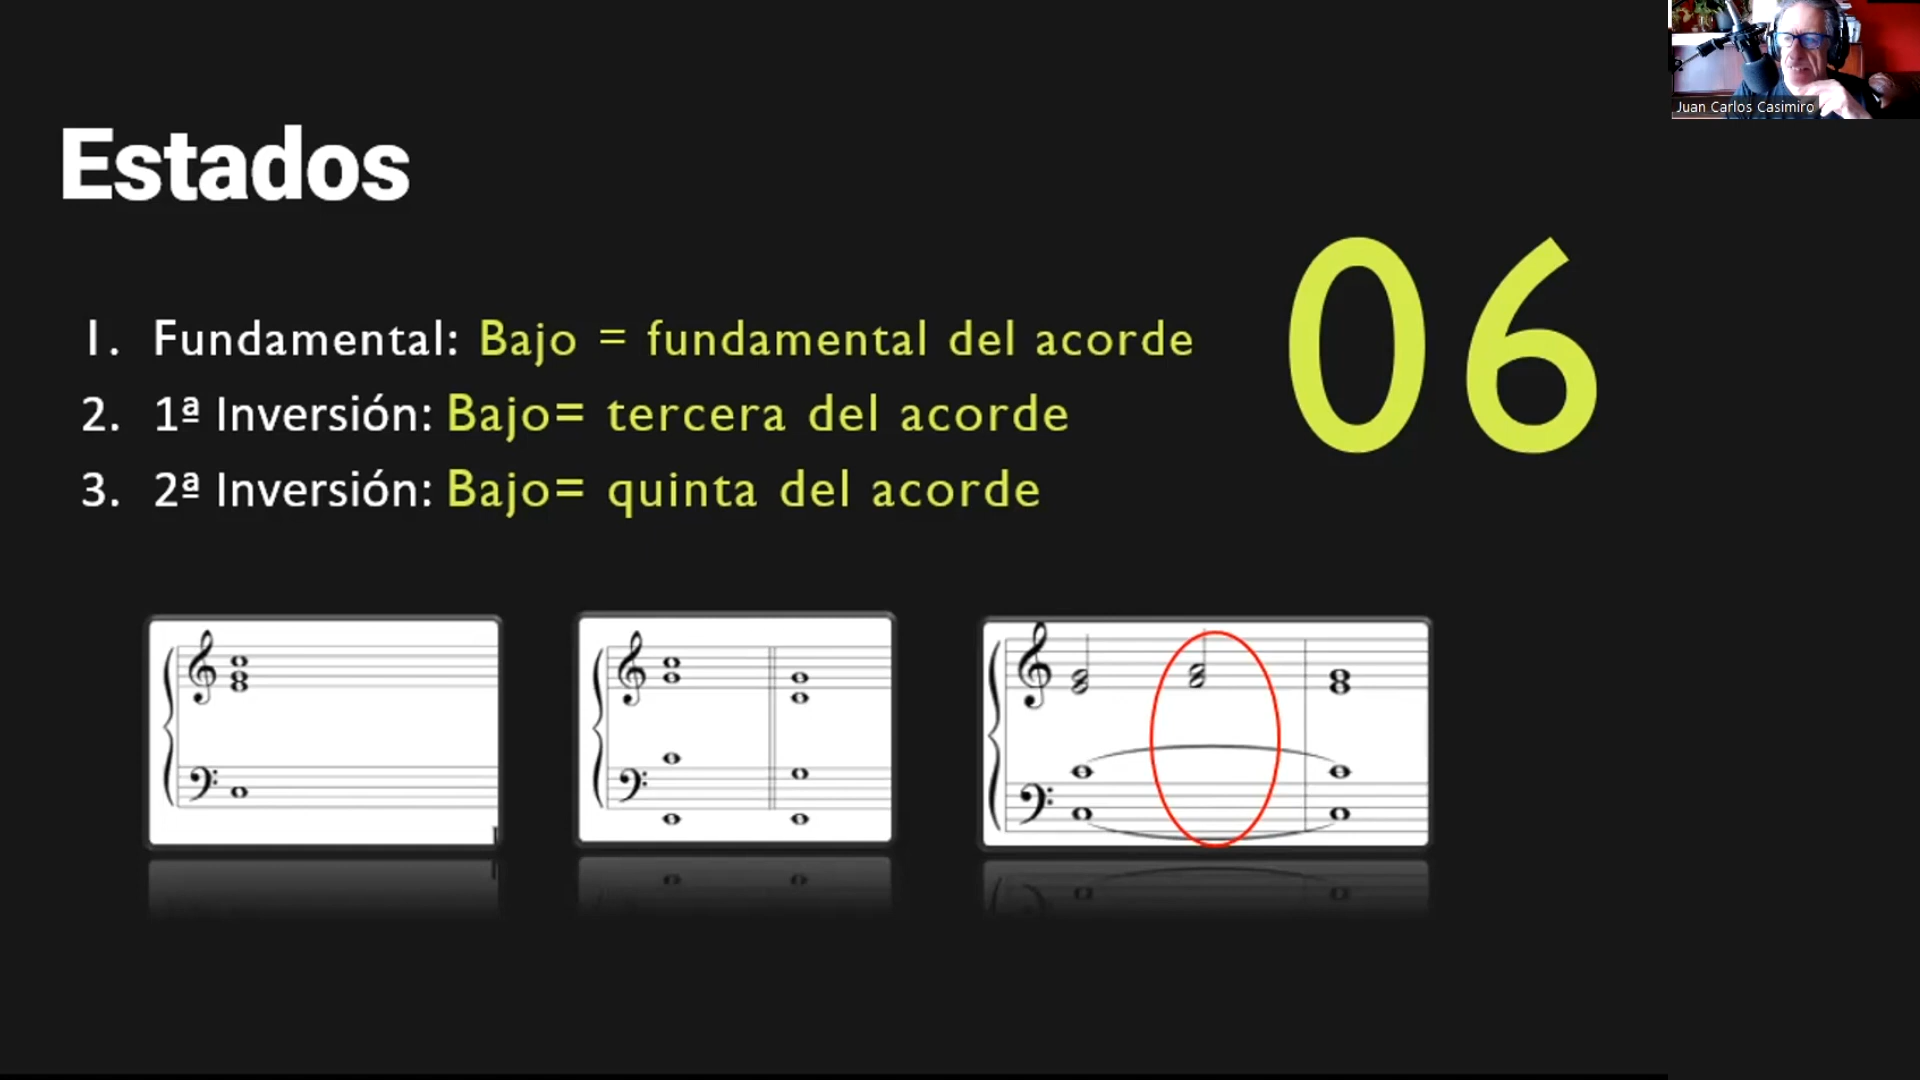 Juan Carlos Casimiro
Estados
06
1. Fundamental: Bajo = fundamental del acorde
2. 1ª Inversión: Bajo= tercera del acorde
3. 2ª Inversión: Bajo= quinta del acorde